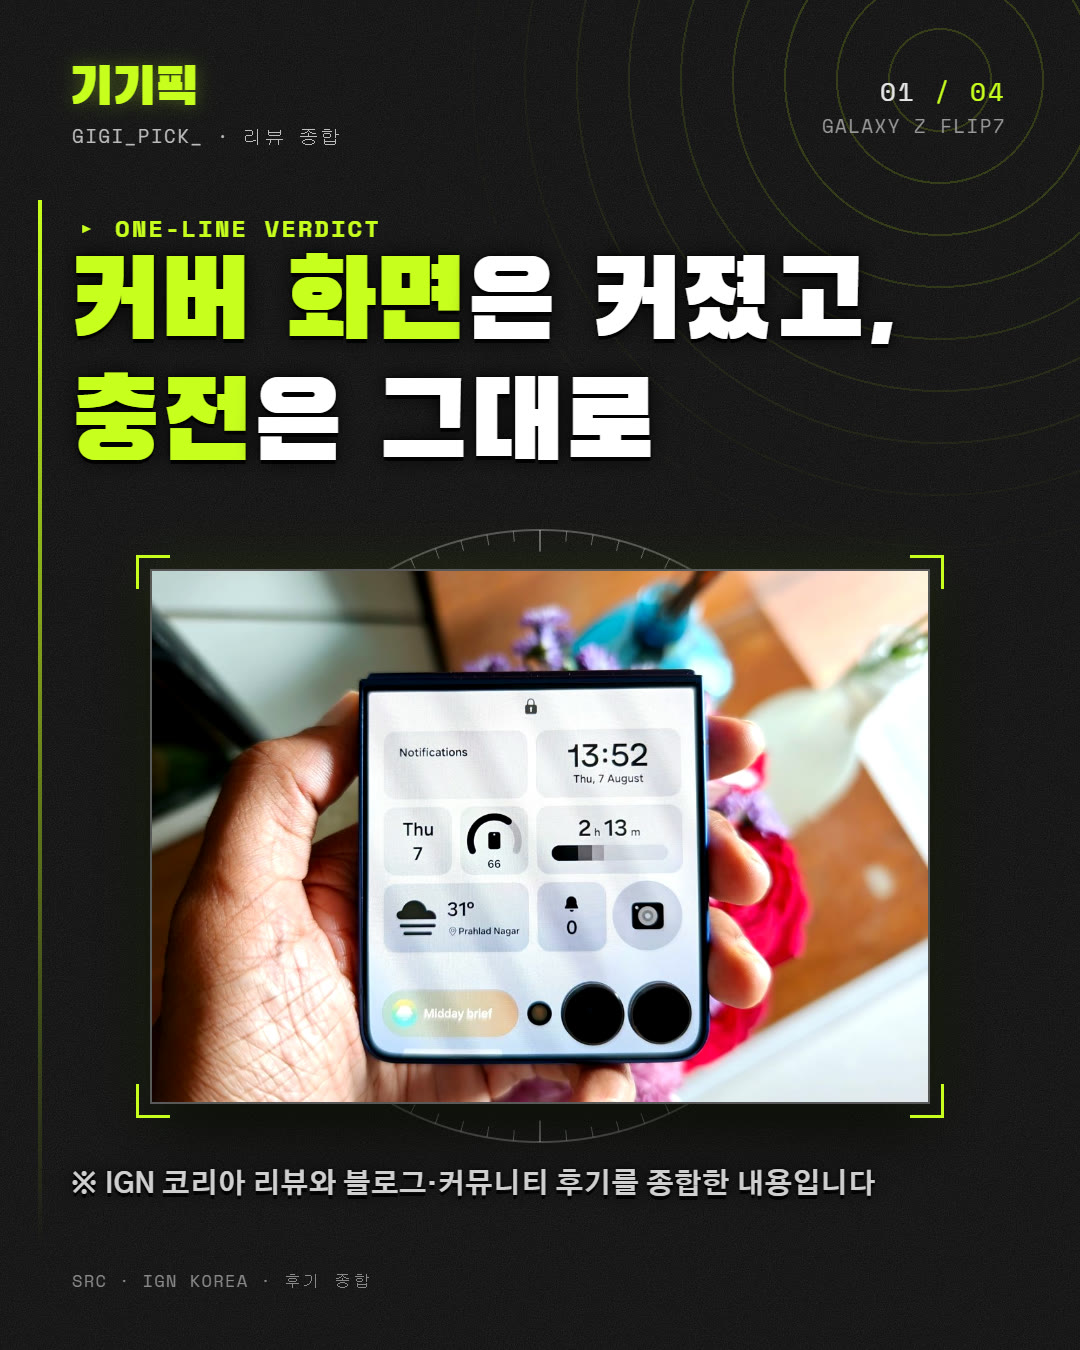 기기픽
GIGI_PICK_ · 리뷰 종합
01 / 04
GALAXY Z FLIP7
▸ ONE-LINE VERDICT
커버 화면은 커졌고,
충전은 그대로
Notifications
13:52
Thu, 7 August
Thu
7
66
2h 13m
31°
Prahlad Nagar
0
Midday brief
※ IGN 코리아 리뷰와 블로그·커뮤니티 후기를 종합한 내용입니다
SRC · IGN KOREA · 후기 종합